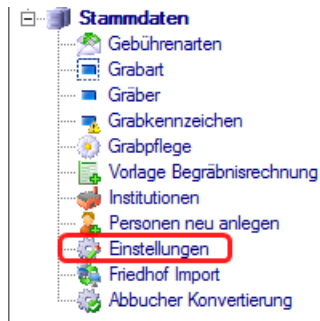 Stammdaten
Gebührenarten
Grabart
Gräber
Grabkennzeichen
Grabpflege
Vorlage Begräbnisrechnung
Institutionen
Personen neu anlegen
Einstellungen
Friedhof Import
Abbucher Konvertierung